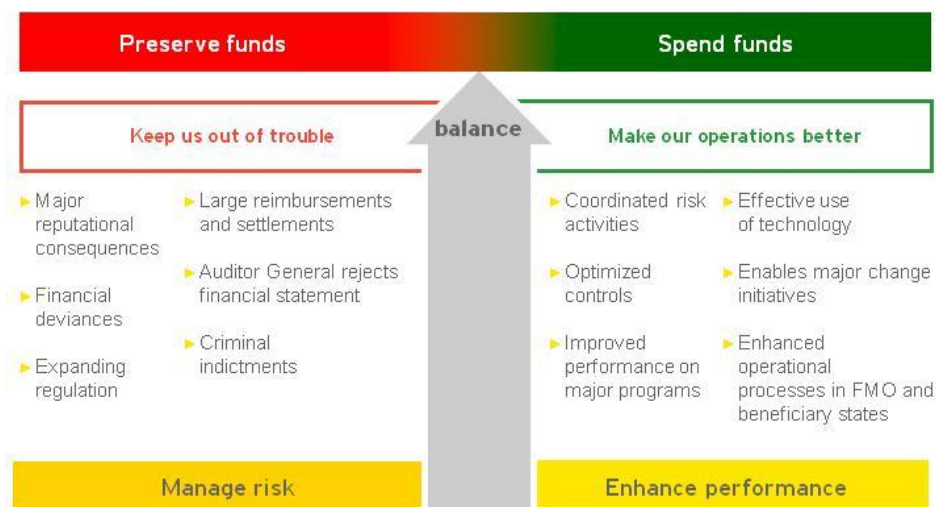 Preserve funds
Spend funds
Keep us out of trouble
balance
Make our operations better
Major
reputational
consequences
Financial
deviances
Expanding
regulation
Large reimbursements
and settlements
Auditor General rejects
financial statement
Criminal
indictments
Coordinated risk
activities
Optimized
controls
Improved
performance on
major programs
Effective use
of technology
Enables major change
initiatives
Enhanced
operational
processes in FMO and
beneficiary states
Manage risk
Enhance performance